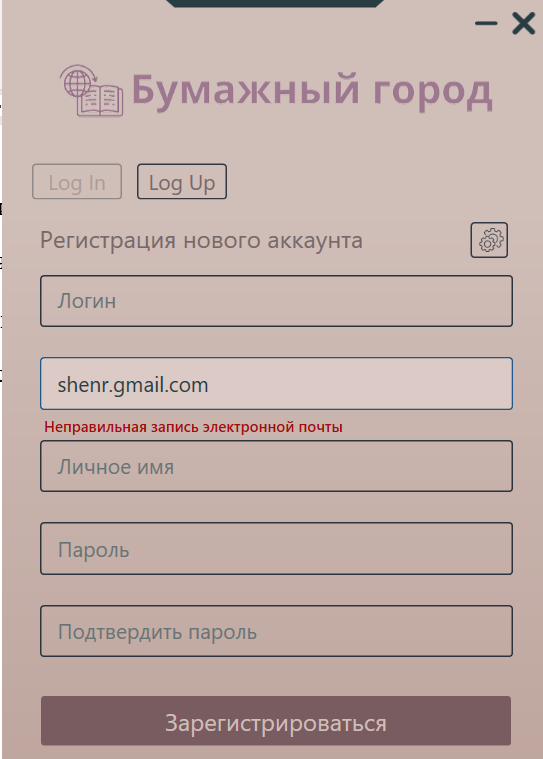 Бумажный город
Log In
Log Up
Регистрация нового аккаунта
Логин
shenr.gmail.com
Неправильная запись электронной почты
Личное имя
Пароль
Подтвердить пароль
Зарегистрироваться